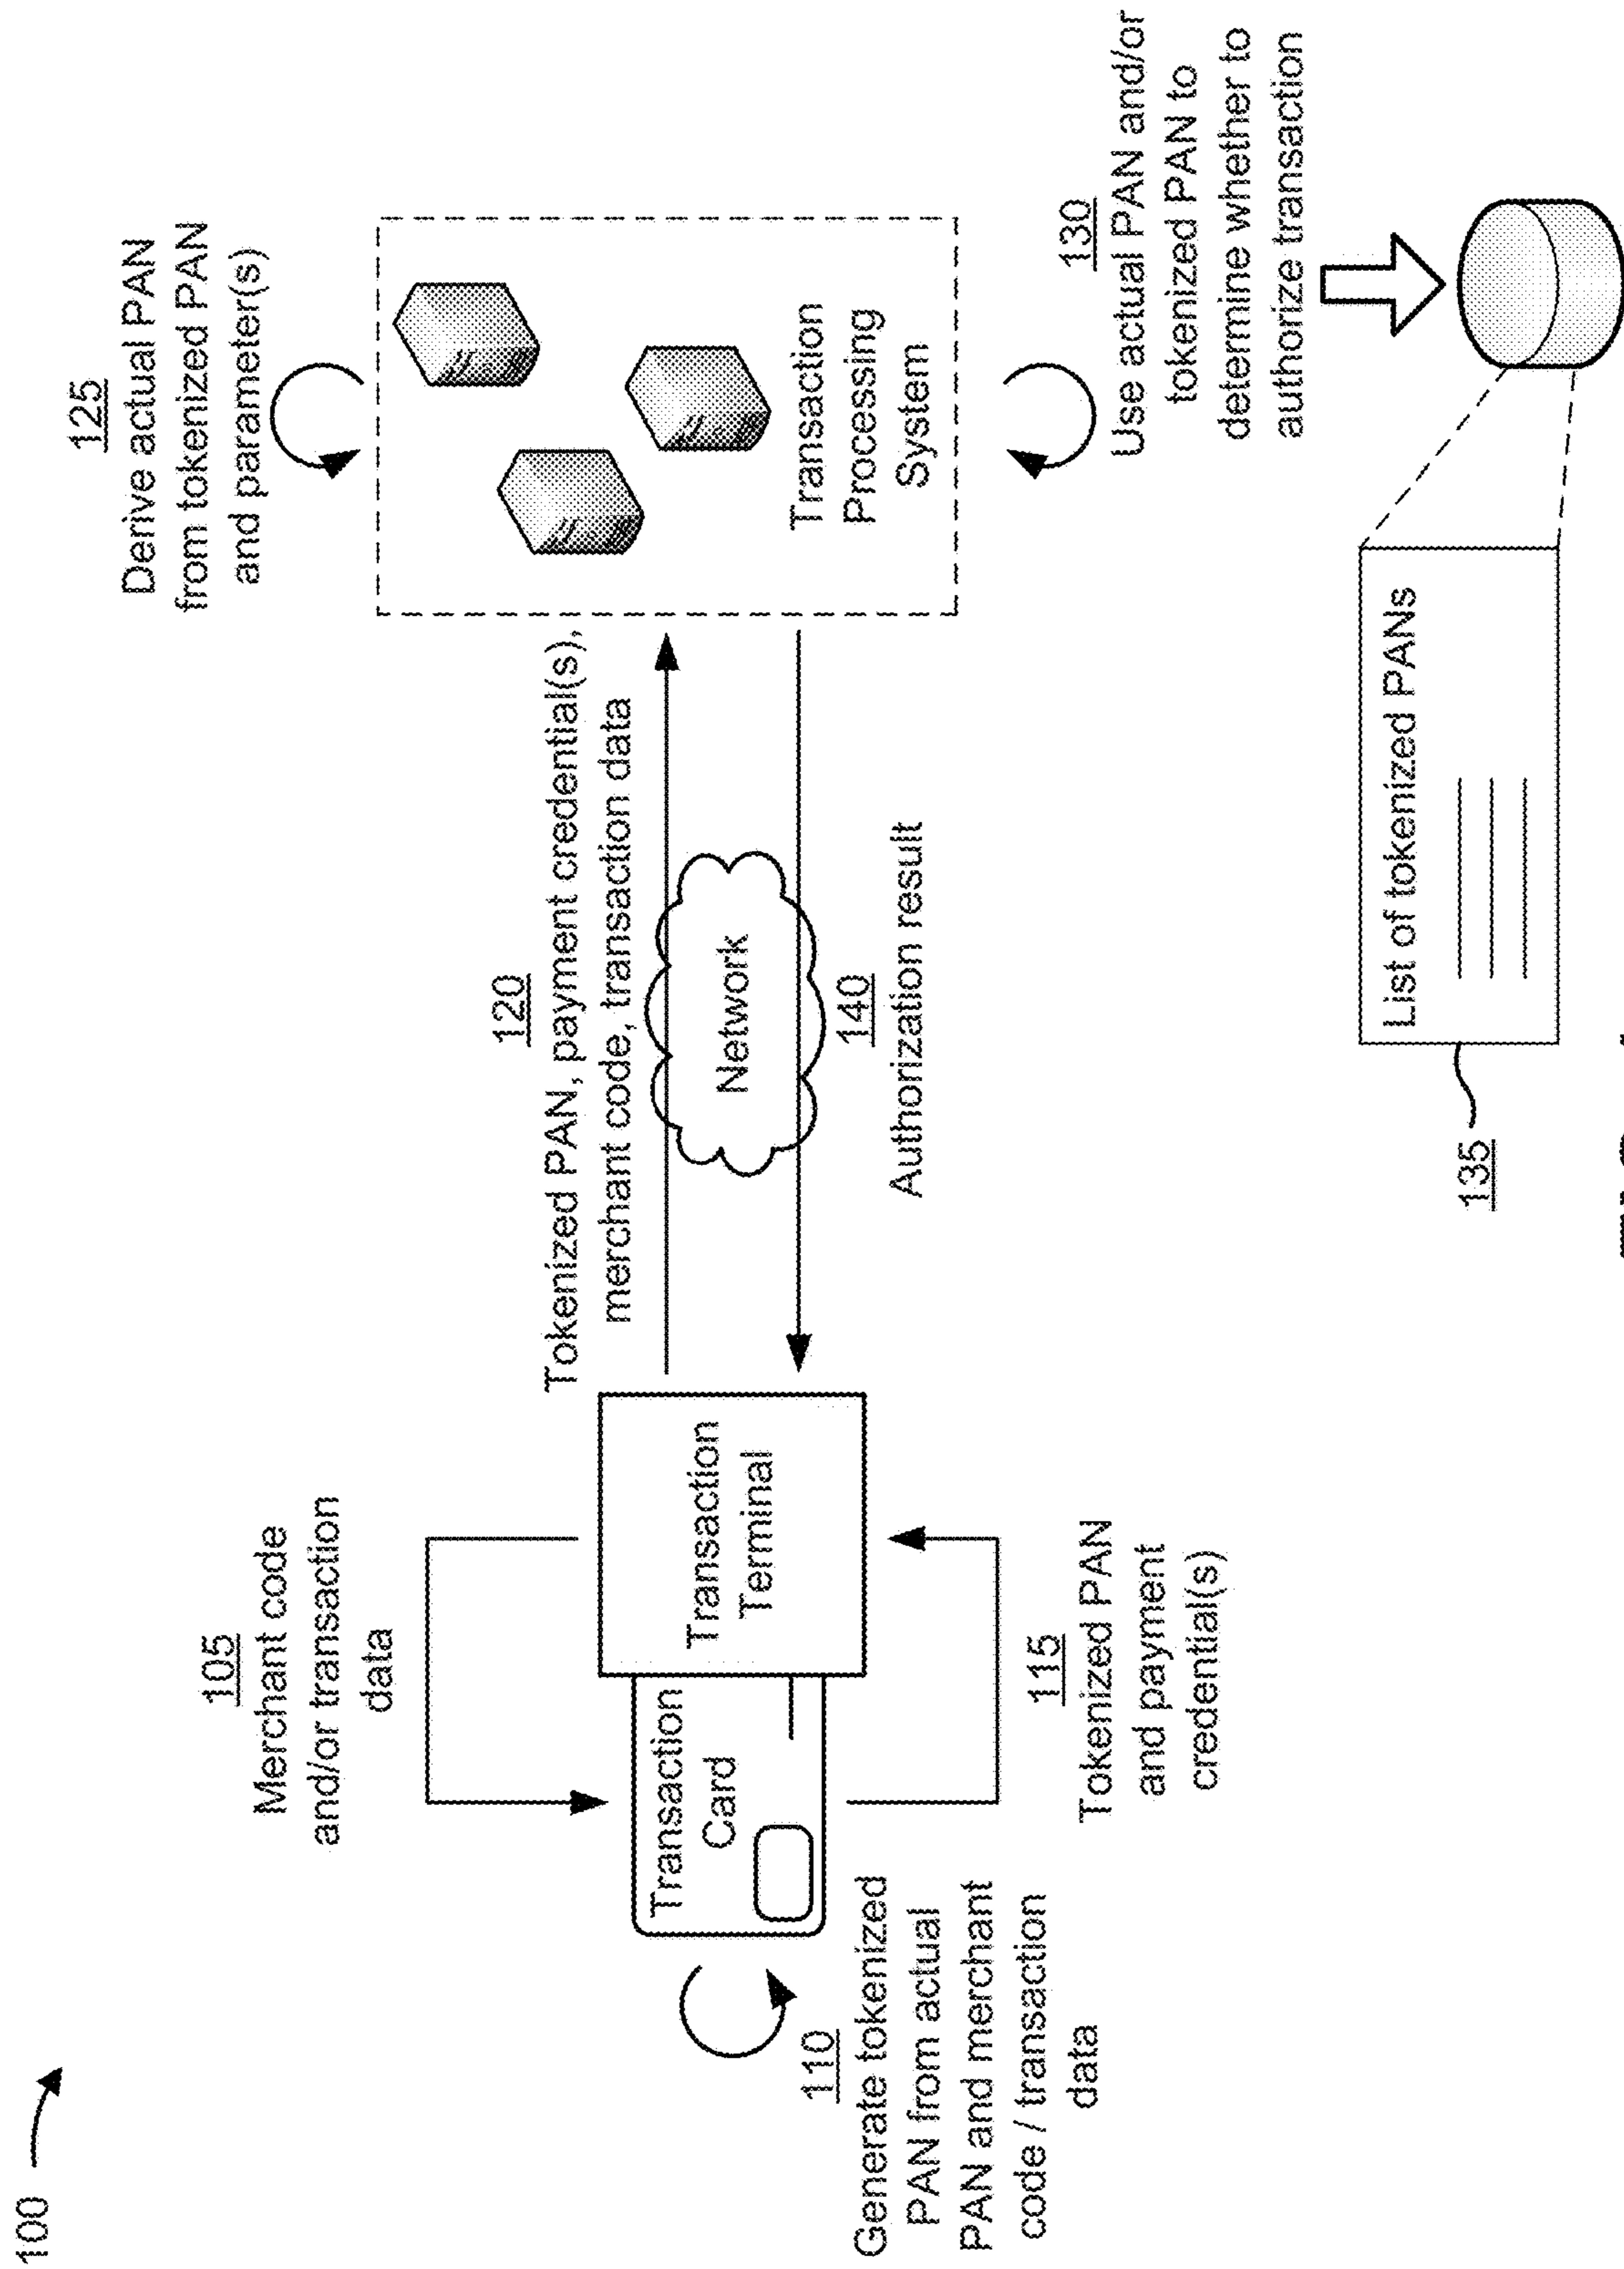 100
105
Merchant code
and/or transaction
data
Transaction
Card
Transaction
Terminal
110
Generate tokenized
PAN from actual
PAN and merchant
code / transaction
data
115
Tokenized PAN
and payment
credential(s)
120
Tokenized PAN, payment credential(s),
merchant code, transaction data
Network
140
Authorization result
125
Derive actual PAN
from tokenized PAN
and parameter(s)
Transaction
Processing
System
130
Use actual PAN and/or
tokenized PAN to
determine whether to
authorize transaction
135
List of tokenized PANs